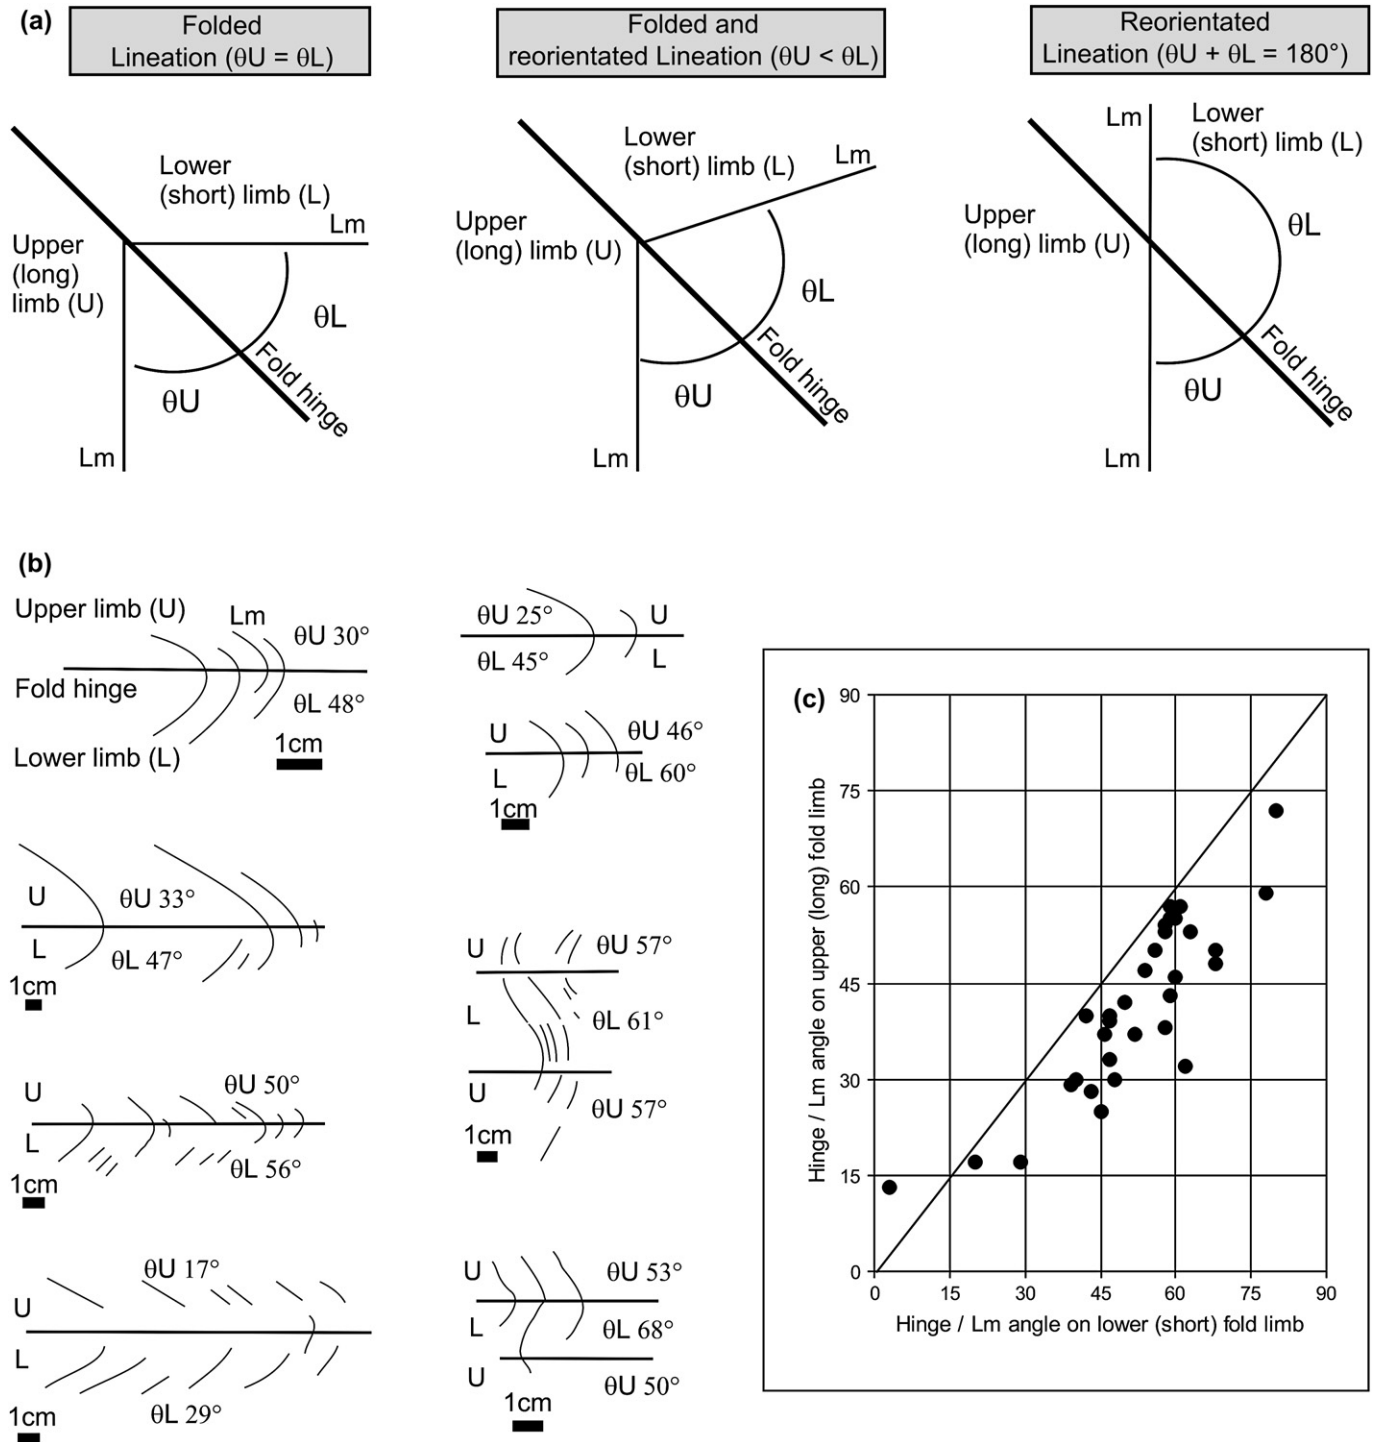 (a)
Folded
Lineation (θU = θL)
Lower
(short) limb (L)
Lm
Upper
(long)
limb (U)
θL
θU
Fold hinge
Lm
Folded and
reorientated Lineation (θU < θL)
Lower
(short) limb (L)
Lm
Upper
(long) limb (U)
θL
θU
Fold hinge
Lm
Reorientated
Lineation (θU + θL = 180°)
Lm
Lower
(short) limb (L)
Upper
(long) limb (U)
θL
θU
Fold hinge
Lm
(b)
Upper limb (U)
Lm
θU 30°
Fold hinge
θL 48°
Lower limb (L)
1cm
θU 25°
U
θL 45°
L
U
θU 46°
L
θL 60°
1cm
U
θU 33°
L
θL 47°
1cm
U
θU 57°
L
θL 61°
U
θU 57°
1cm
U
θU 50°
L
θL 56°
1cm
θU 17°
U
L
θL 29°
1cm
U
θU 53°
L
θL 68°
U
θU 50°
1cm
(c)
Hinge / Lm angle on upper (long) fold limb
90
75
60
45
30
15
0
0 15 30 45 60 75 90
Hinge / Lm angle on lower (short) fold limb